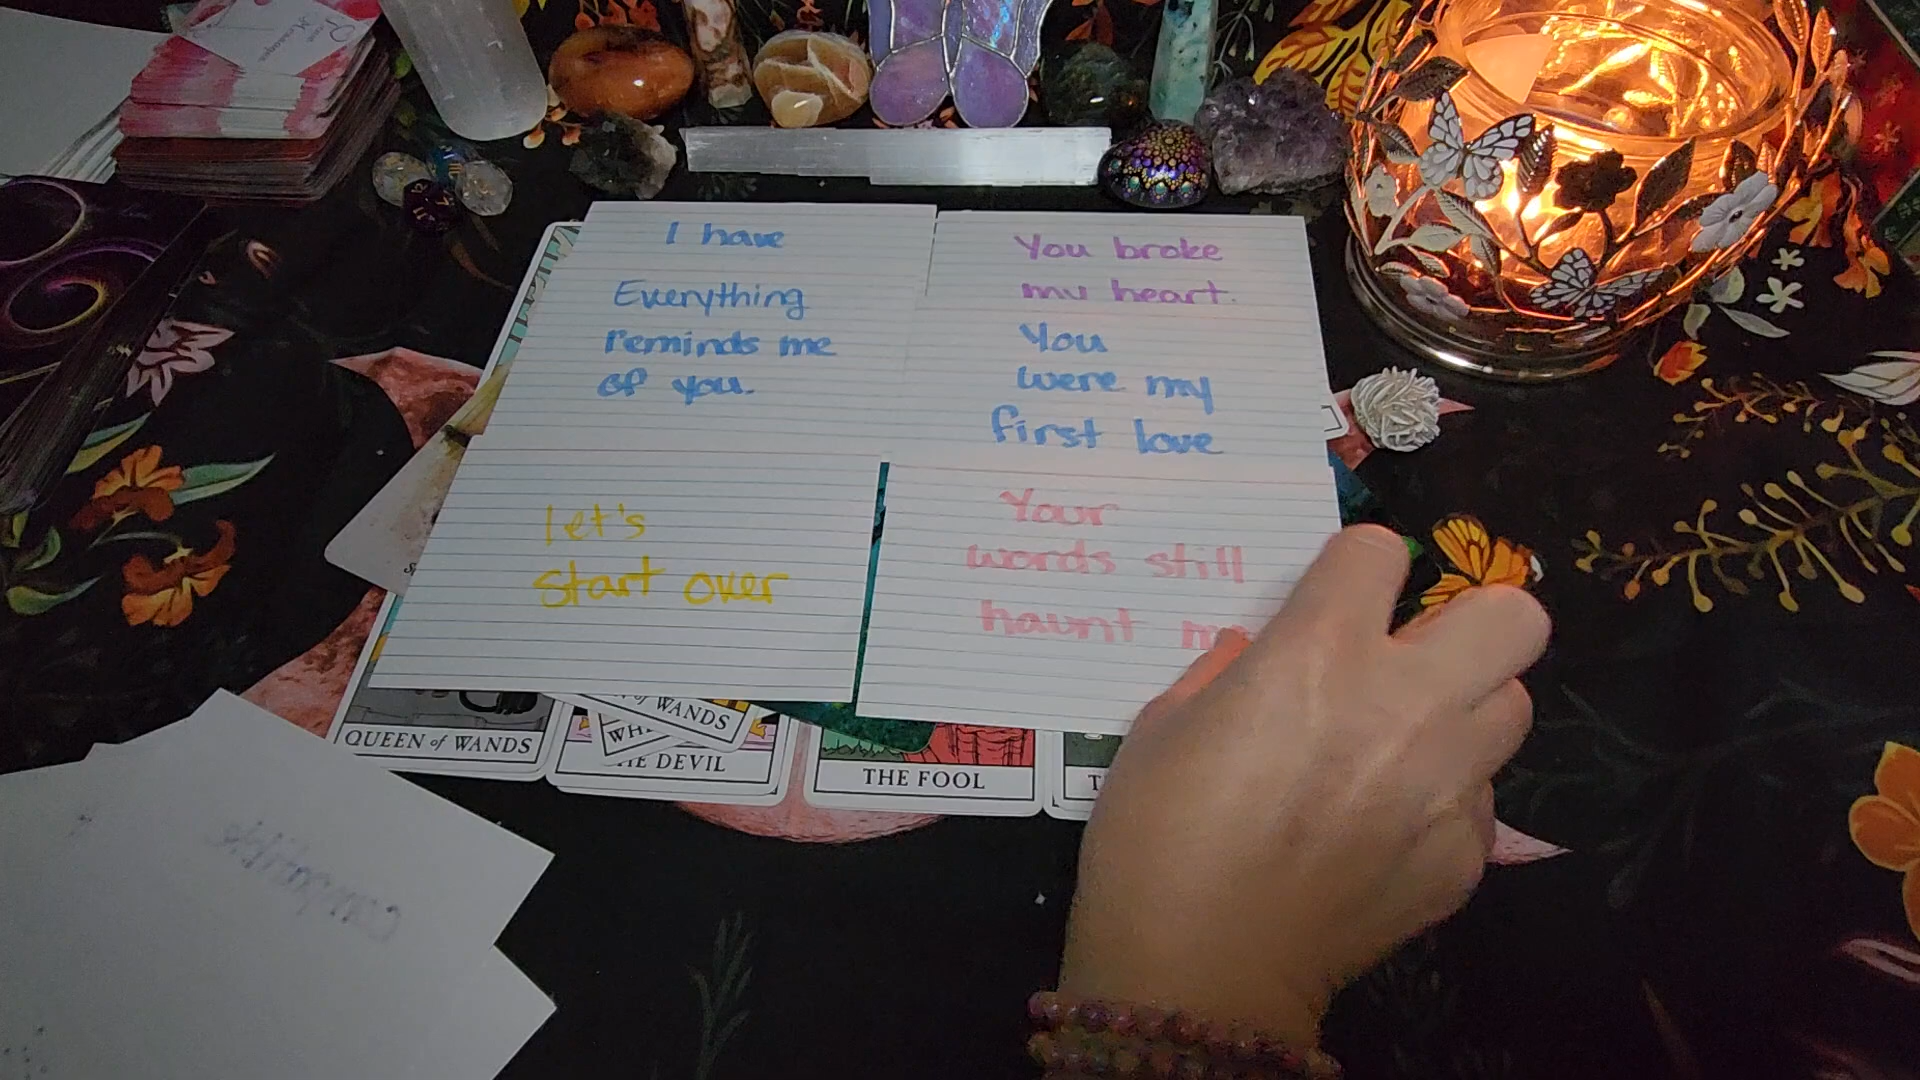 I have
Everything
reminds me
of you.
You broke
my heart.
You
were my
first love
let's
start over
Your
words still
haunt
QUEEN of WANDS
of WANDS
DEVIL
THE FOOL